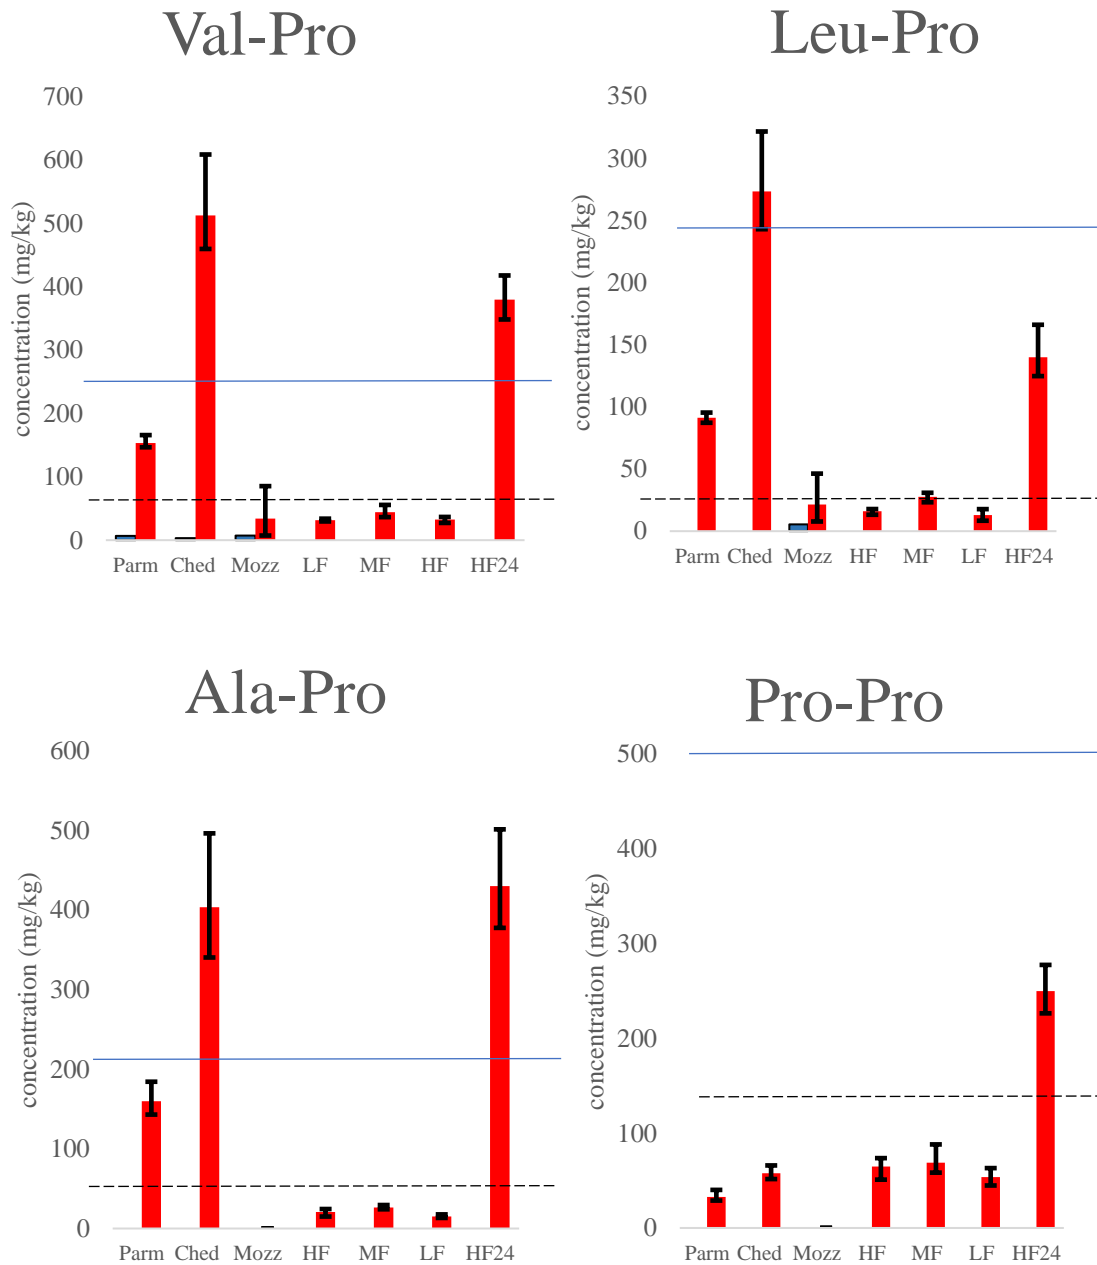 Val-Pro
700
600
500
400
300
200
100
0
concentration (mg/kg)
Parm Ched Mozz LF MF HF HF24
Leu-Pro
350
300
250
200
150
100
50
0
concentration (mg/kg)
Parm Ched Mozz HF MF LF HF24
Ala-Pro
600
500
400
300
200
100
0
concentration (mg/kg)
Parm Ched Mozz HF MF LF HF24
Pro-Pro
500
400
300
200
100
0
concentration (mg/kg)
Parm Ched Mozz HF MF LF HF24